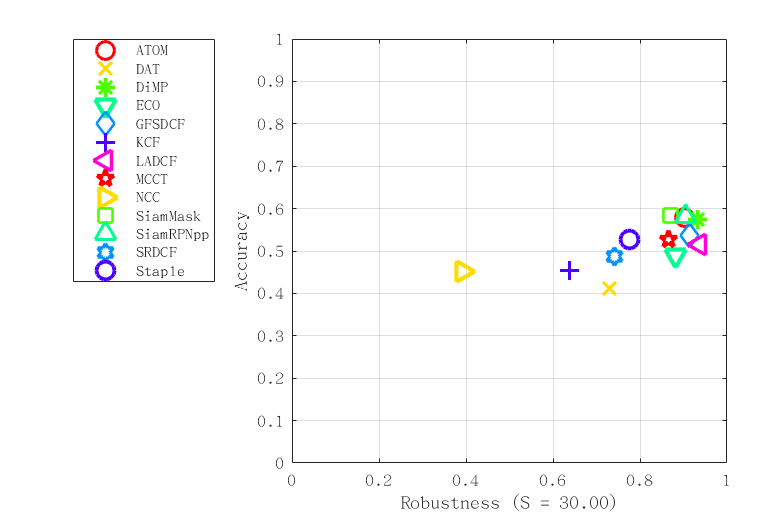 ATOM
DAT
DiMP
ECO
GFSDCF
KCF
LADCF
MCCT
NCC
SiamMask
SiamRPNpp
SRDCF
Staple
1
0.9
0.8
0.7
0.6
0.5
0.4
0.3
0.2
0.1
0
Accuracy
0
0.2
0.4
0.6
0.8
1
Robustness (S = 30.00)